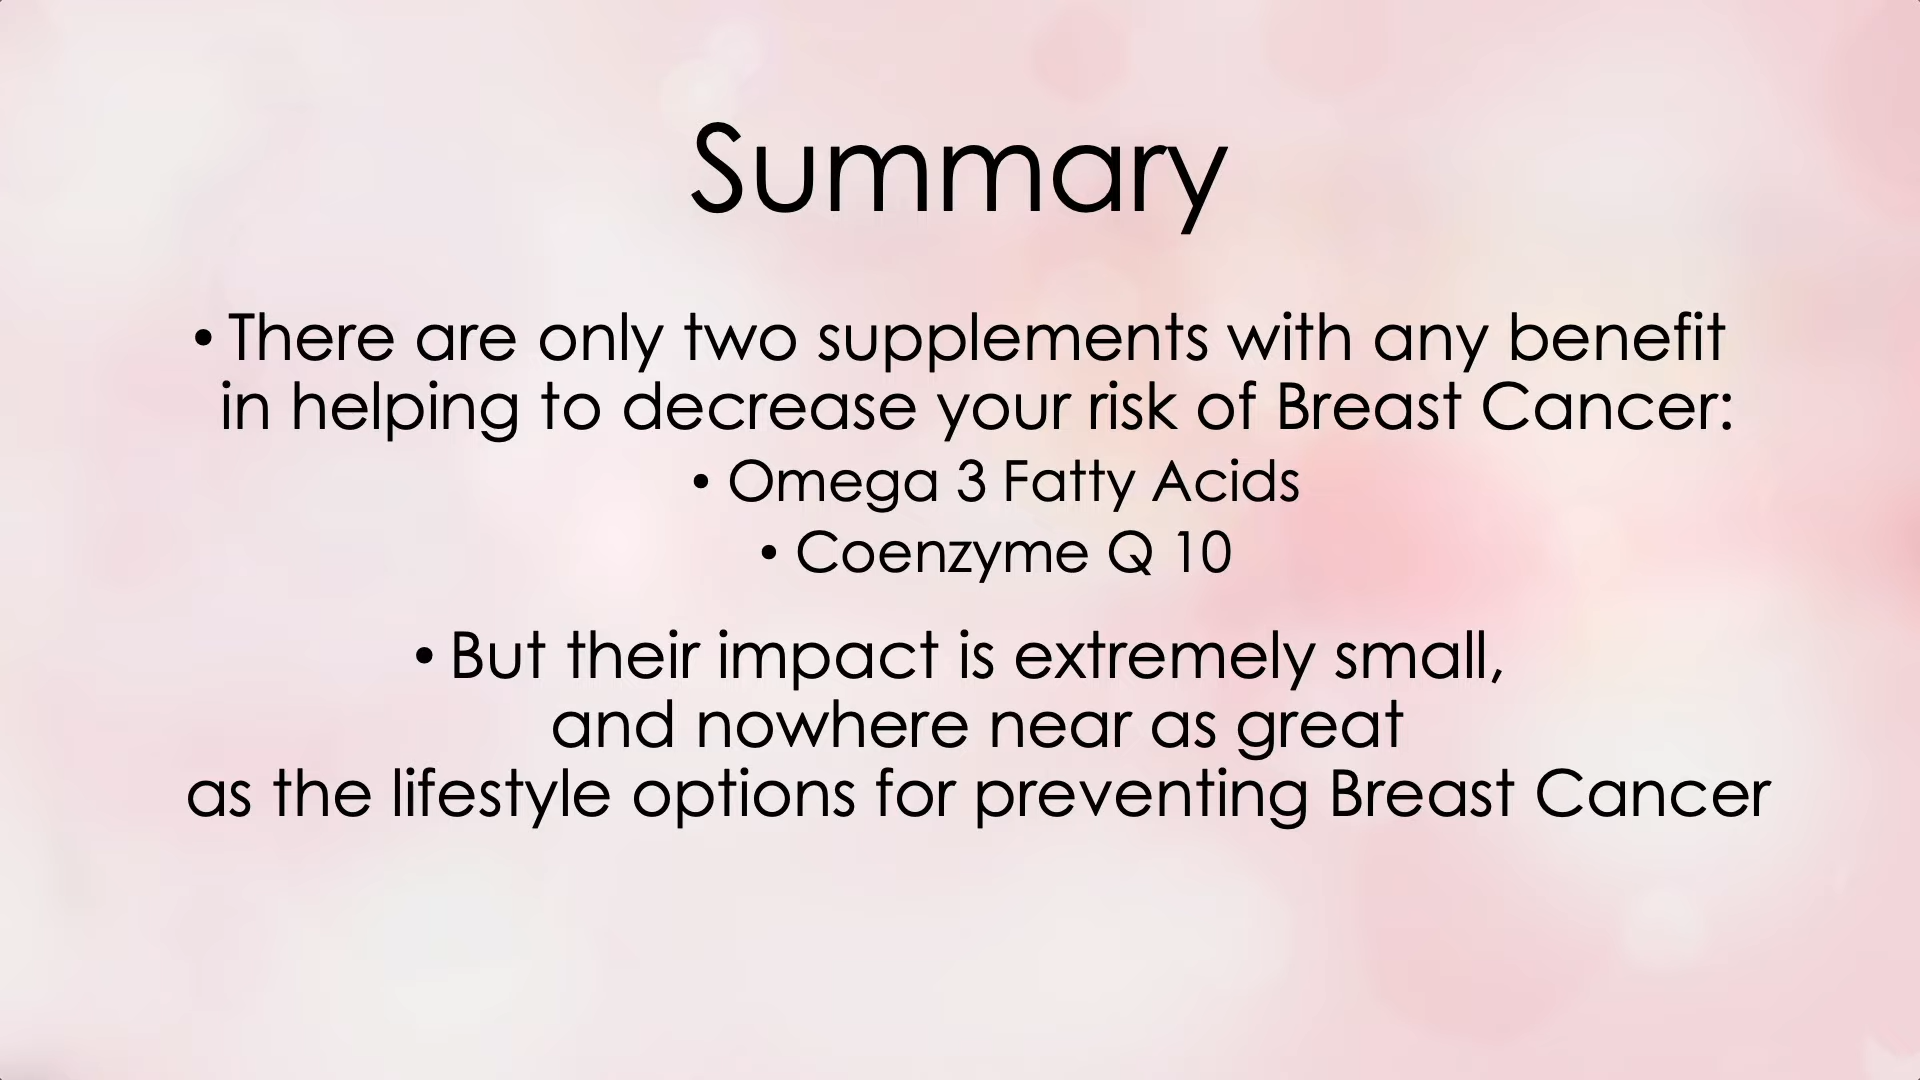 Summary
• There are only two supplements with any benefit
in helping to decrease your risk of Breast Cancer:
• Omega 3 Fatty Acids
• Coenzyme Q 10
• But their impact is extremely small,
and nowhere near as great
as the lifestyle options for preventing Breast Cancer